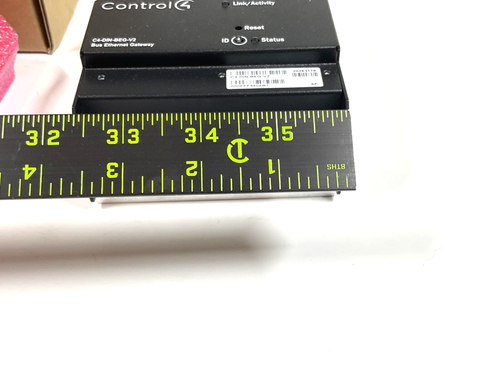 Control4
Link/Activity
Reset
ID Status
C4-DIN-BEG-V2
Bus Ethernet Gateway
32 33 34 35
4 3 2 1
8THS